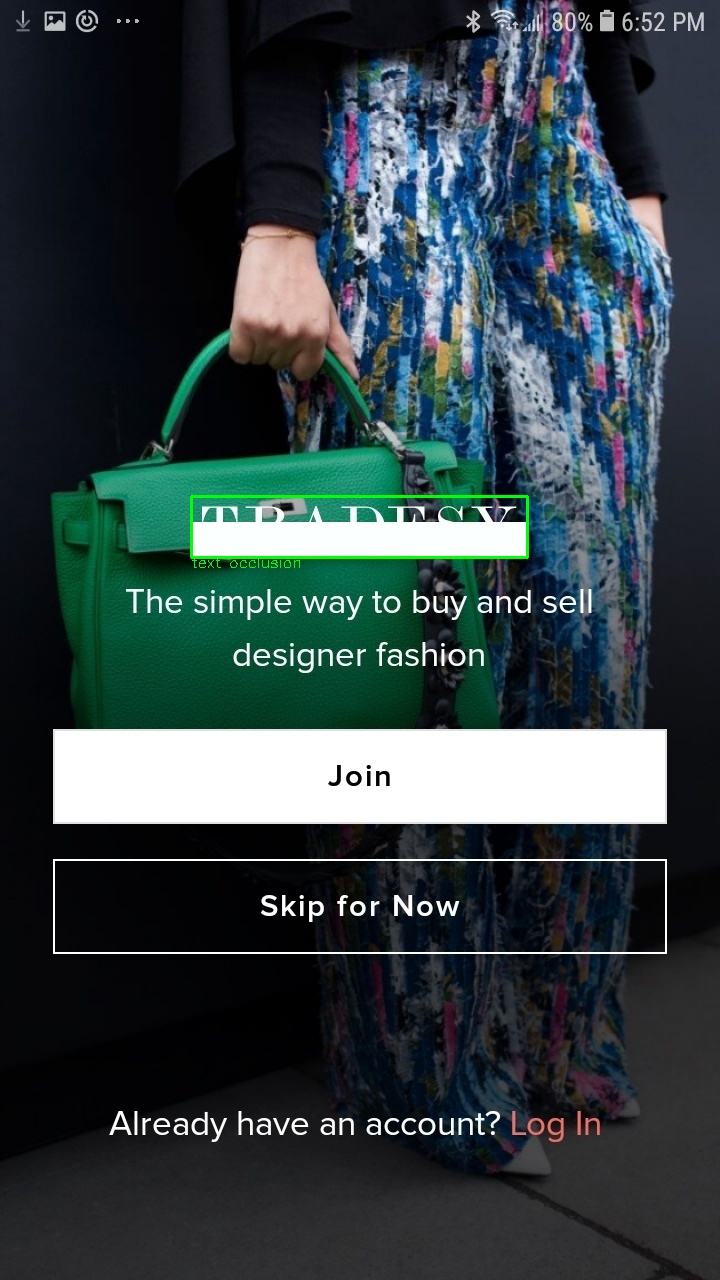 80% 6:52 PM
TRADESY
text occlusion
The simple way to buy and sell
designer fashion
Join
Skip for Now
Already have an account? Log In